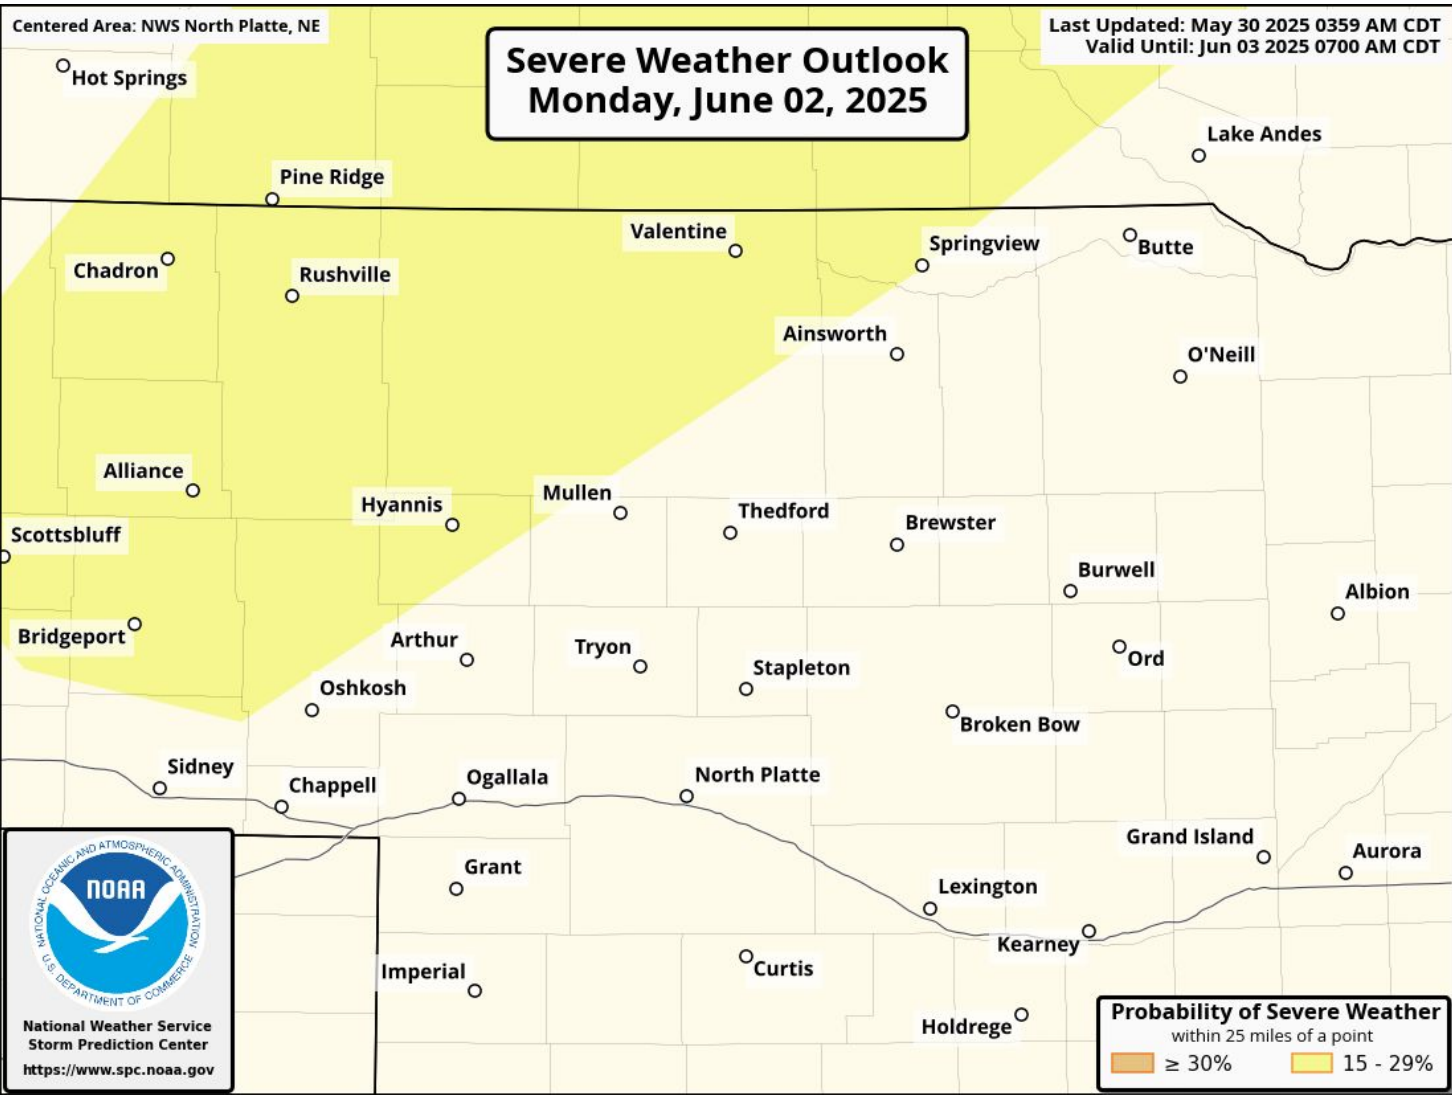 Centered Area: NWS North Platte, NE
Severe Weather Outlook
Monday, June 02, 2025
Last Updated: May 30 2025 0359 AM CDT
Valid Until: Jun 03 2025 0700 AM CDT
Hot Springs
Lake Andes
Pine Ridge
Valentine
Springview
Butte
Chadron
Rushville
Ainsworth
O'Neill
Alliance
Hyannis
Mullen
Thedford
Brewster
Scottsbluff
Burwell
Albion
Bridgeport
Arthur
Tryon
Stapleton
Ord
Oshkosh
Broken Bow
Sidney
Chappell
Ogallala
North Platte
Grand Island
Aurora
Grant
Lexington
Kearney
Imperial
Curtis
Holdrege
NATIONAL OCEANIC AND ATMOSPHERIC ADMINISTRATION
NOAA
U.S. DEPARTMENT OF COMMERCE
National Weather Service
Storm Prediction Center
https://www.spc.noaa.gov
Probability of Severe Weather
within 25 miles of a point
≥ 30%
15 - 29%